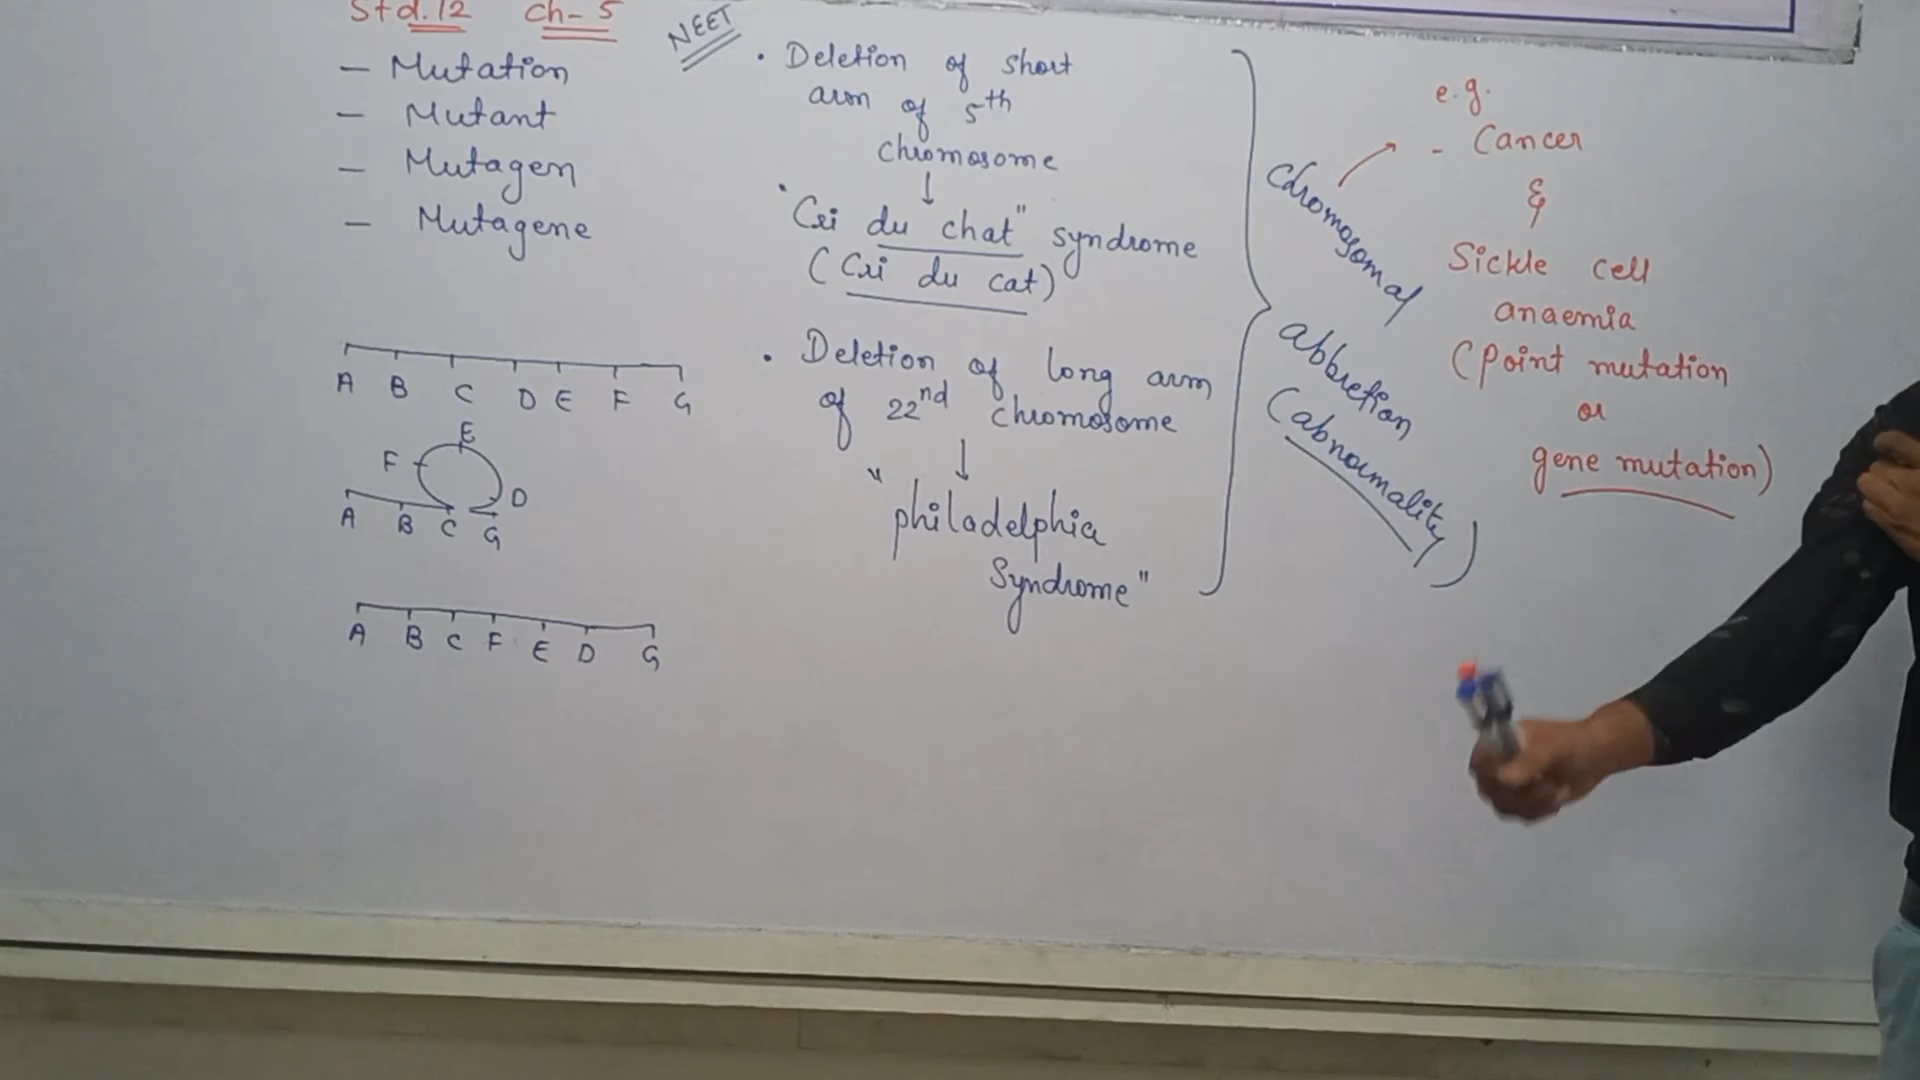 Std. 12 Ch- 5
- Mutation
- Mutant
- Mutagen
- Mutagene
A B C D E F G
E
F
D
A B C G
A B C F E D G
NEET
• Deletion of short
arm of 5th
chromosome
↓
"Cri du chat" syndrome
(Cri du cat)
• Deletion of long arm
of 22nd chromosome
↓
"philadelphia
Syndrome"
Chromosomal
abbretion
(abnormality)
e.g.
- Cancer
&
Sickle cell
anaemia
(Point mutation
or
gene mutation)